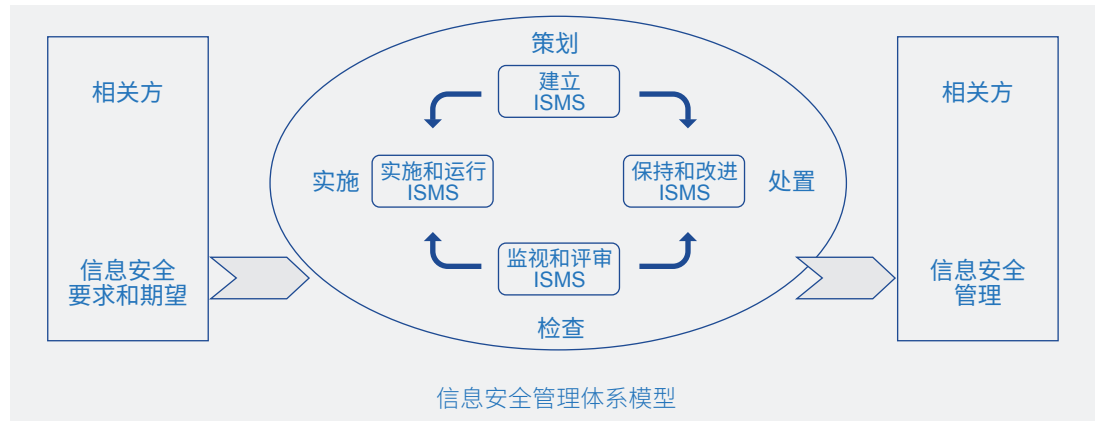 相关方
信息安全
要求和期望
策划
建立
ISMS
实施
实施和运行
ISMS
保持和改进
ISMS
处置
监视和评审
ISMS
检查
相关方
信息安全
管理
信息安全管理体系模型